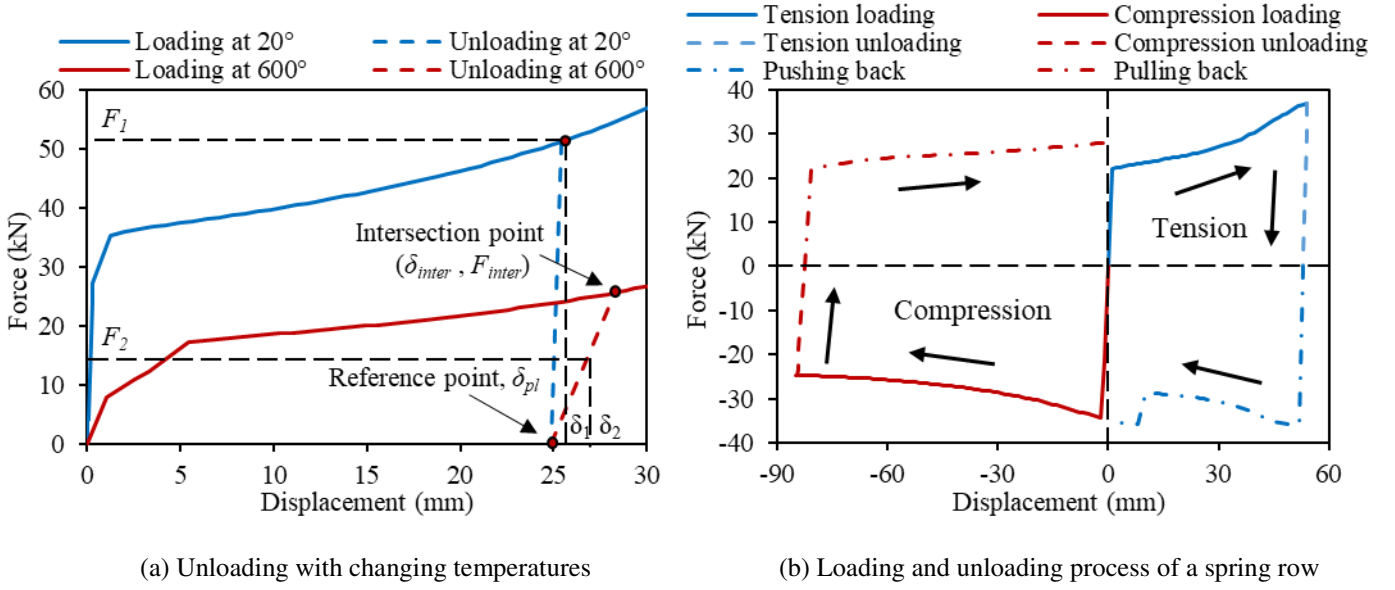 Loading at 20°
Unloading at 20°
Loading at 600°
Unloading at 600°
60
50
40
30
20
10
0
Force (kN)
F1
F2
Intersection point
(δinter , Finter)
Reference point, δpl
δ1 δ2
0 5 10 15 20 25 30
Displacement (mm)
(a) Unloading with changing temperatures
Tension loading
Compression loading
Tension unloading
Compression unloading
Pushing back
Pulling back
40
30
20
10
0
-10
-20
-30
-40
Force (kN)
Tension
Compression
-90 -60 -30 0 30 60
Displacement (mm)
(b) Loading and unloading process of a spring row